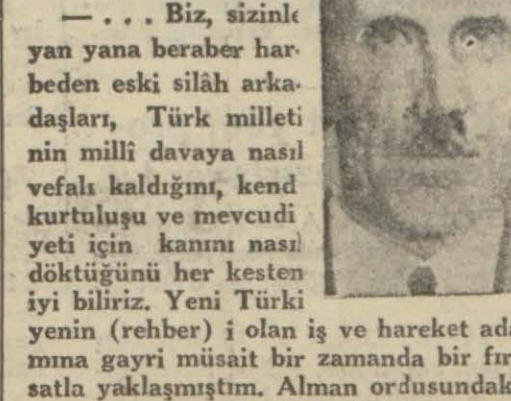 — . . . Biz, sizinle
yan yana beraber har-
beden eski silâh arka-
daşları, Türk milleti
nin millî davaya nasıl
vefalı kaldığını, kend
kurtuluşu ve mevcudi
yeti için kanını nasıl
döktüğünü her kesten
iyi biliriz. Yeni Türki
yenin (rehber) i olan iş ve hareket ada
mına gayri müsait bir zamanda bir fır
satla yaklaşmıştım. Alman ordusundak